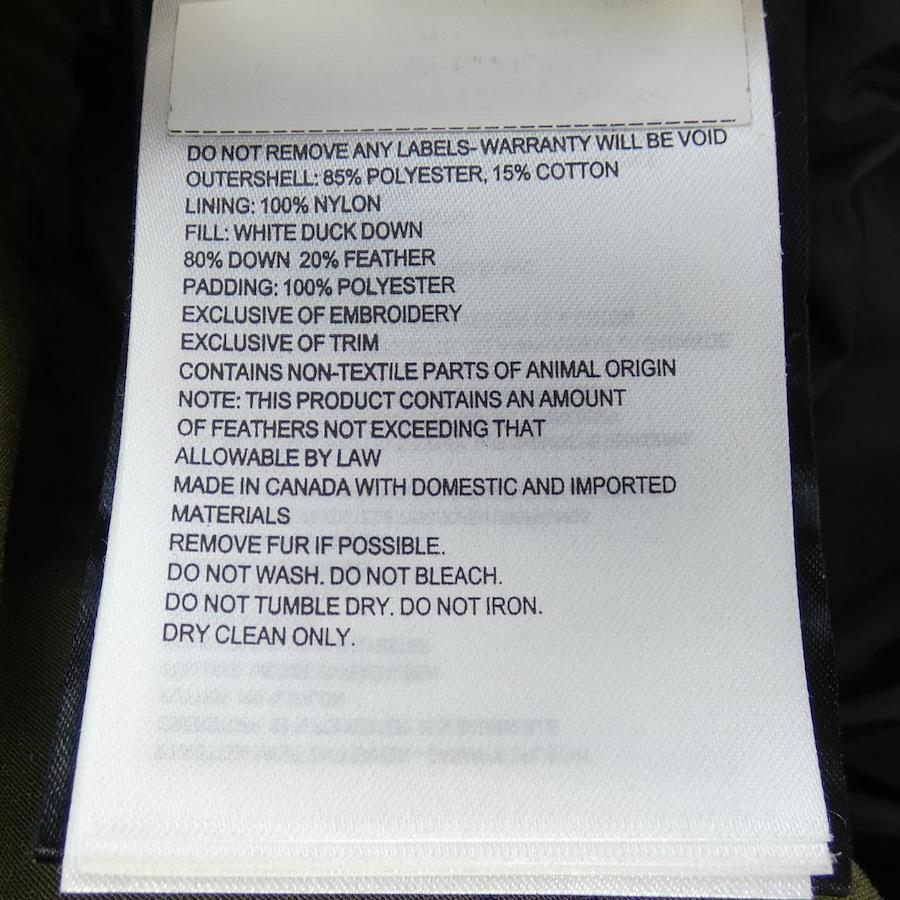 DO NOT REMOVE ANY LABELS- WARRANTY WILL BE VOID
OUTERSHELL: 85% POLYESTER, 15% COTTON
LINING: 100% NYLON
FILL: WHITE DUCK DOWN
80% DOWN 20% FEATHER
PADDING: 100% POLYESTER
EXCLUSIVE OF EMBROIDERY
EXCLUSIVE OF TRIM
CONTAINS NON-TEXTILE PARTS OF ANIMAL ORIGIN
NOTE: THIS PRODUCT CONTAINS AN AMOUNT
OF FEATHERS NOT EXCEEDING THAT
ALLOWABLE BY LAW
MADE IN CANADA WITH DOMESTIC AND IMPORTED
MATERIALS
REMOVE FUR IF POSSIBLE.
DO NOT WASH. DO NOT BLEACH.
DO NOT TUMBLE DRY. DO NOT IRON.
DRY CLEAN ONLY.